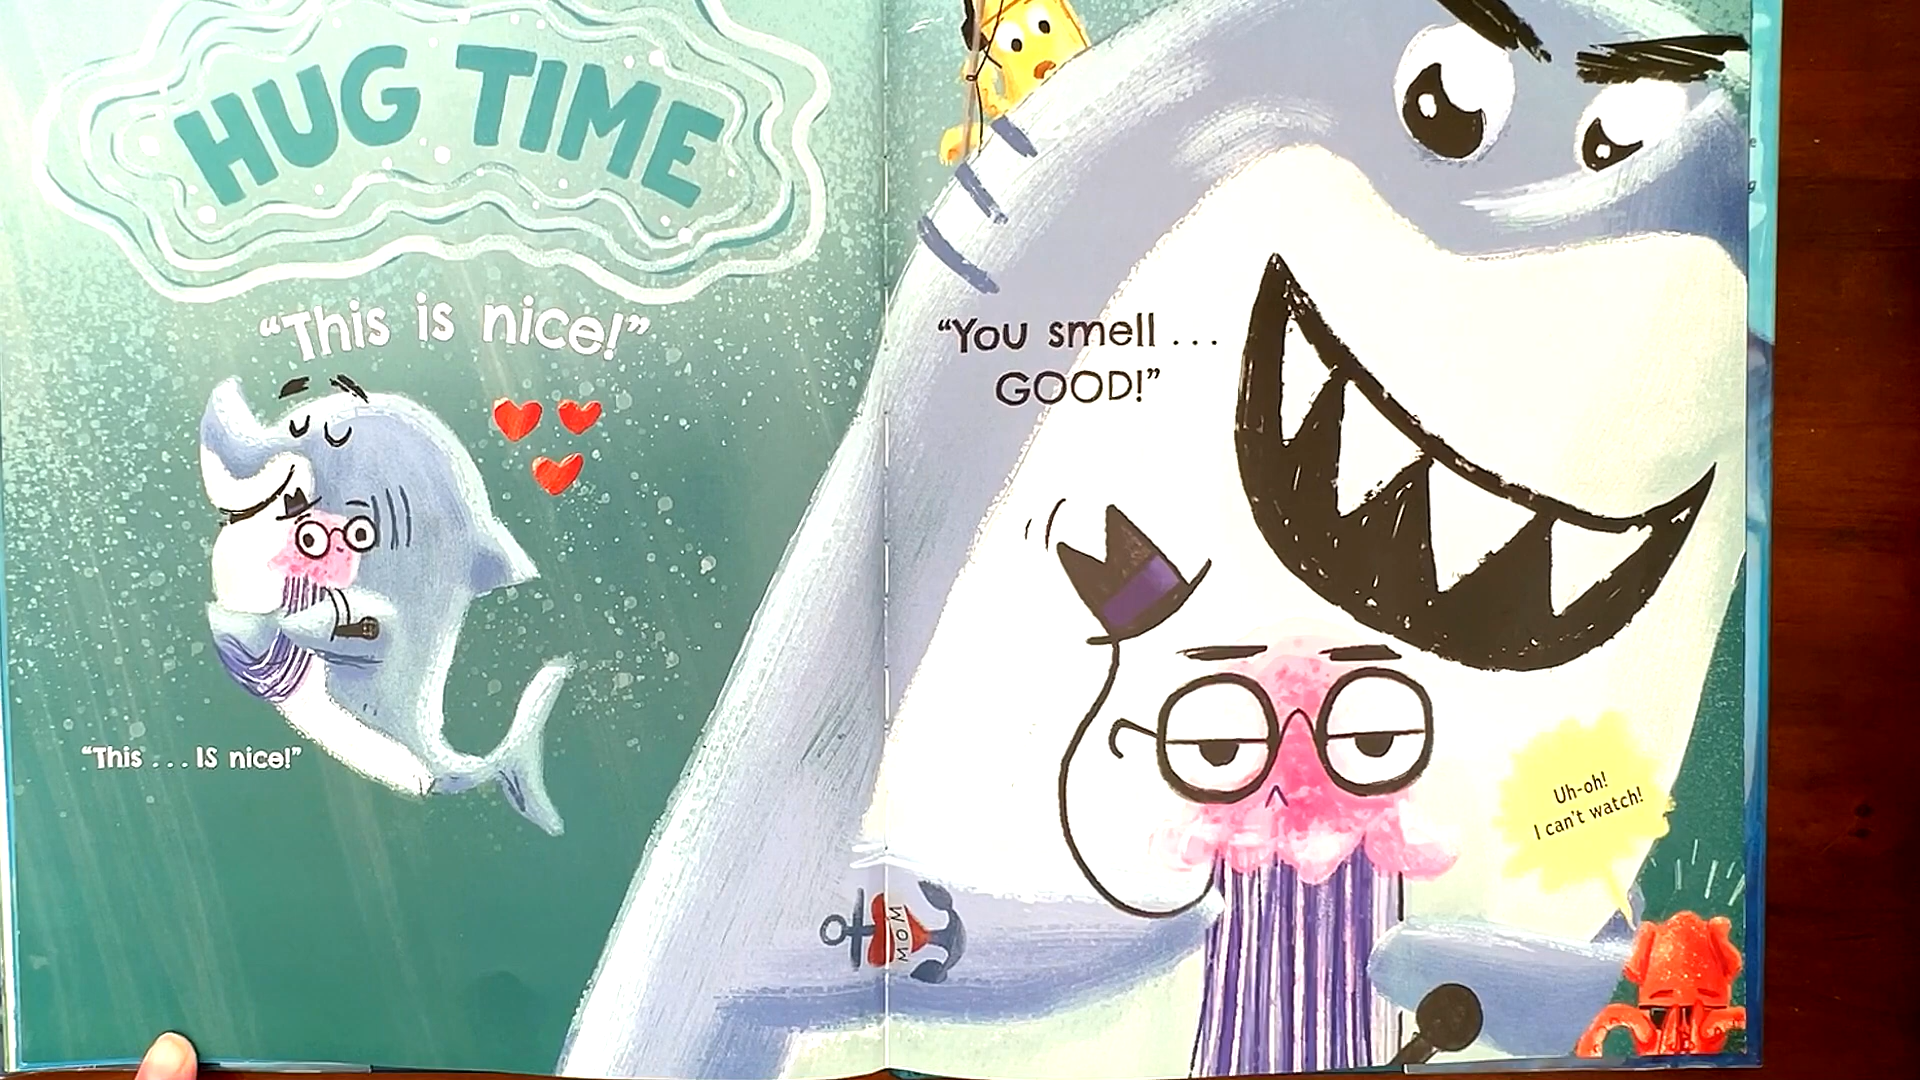 HUG TIME
"This is nice!"
"This . . . IS nice!"
"You smell . . .
GOOD!"
MOM
Uh-oh!
I can't watch!